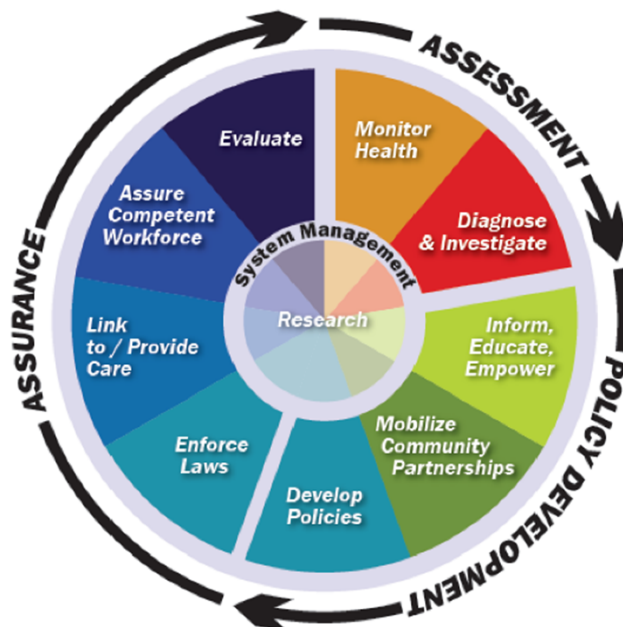 ASSESSMENT
Monitor
Health
Diagnose
& Investigate
POLICY DEVELOPMENT
Inform,
Educate,
Empower
Mobilize
Community
Partnerships
Develop
Policies
ASSURANCE
Enforce
Laws
Link
to / Provide
Care
Assure
Competent
Workforce
Evaluate
System Management
Research